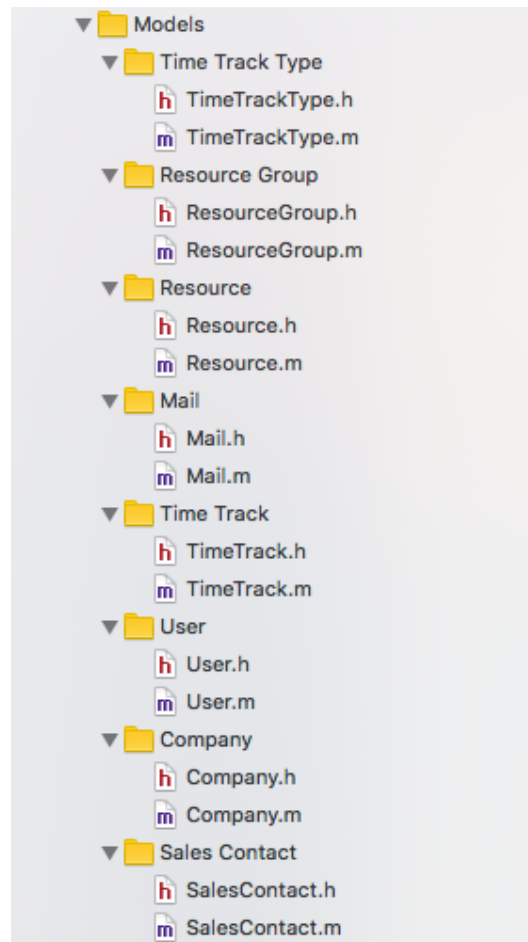 Models
Time Track Type
h TimeTrackType.h
m TimeTrackType.m
Resource Group
h ResourceGroup.h
m ResourceGroup.m
Resource
h Resource.h
m Resource.m
Mail
h Mail.h
m Mail.m
Time Track
h TimeTrack.h
m TimeTrack.m
User
h User.h
m User.m
Company
h Company.h
m Company.m
Sales Contact
h SalesContact.h
m SalesContact.m